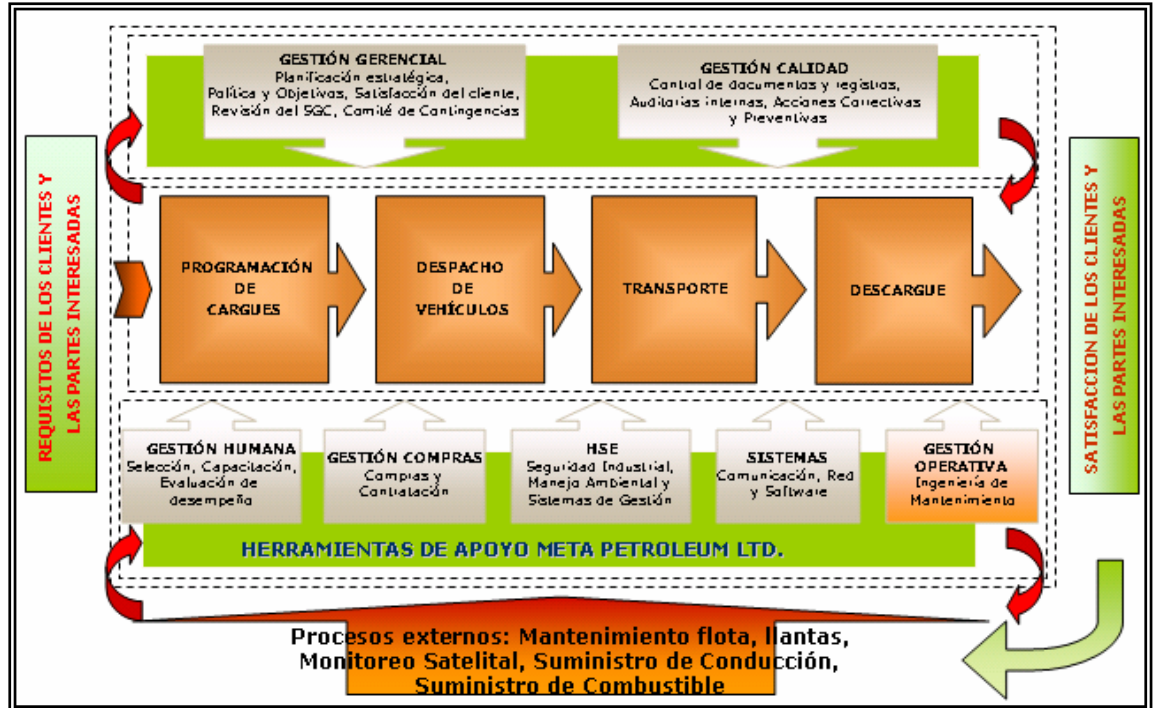 GESTIÓN GERENCIAL
Planificación estratégica,
Política y Objetivos, Satisfacción del cliente,
Revisión del SGC, Comité de Contingencias
GESTIÓN CALIDAD
Control de documentos y registros,
Auditorias internas, Acciones Correctivas
y Preventivas
REQUISITOS DE LOS CLIENTES Y
LAS PARTES INTERESADAS
PROGRAMACIÓN
DE
CARGUES
DESPACHO
DE
VEHÍCULOS
TRANSPORTE
DESCARGUE
SATISFACCION DE LOS CLIENTES Y
LAS PARTES INTERESADAS
GESTIÓN HUMANA
Selección, Capacitación,
Evaluación de
desempeño
GESTIÓN COMPRAS
Compras y
Contratación
HSE
Seguridad Industrial,
Manejo Ambiental y
Sistemas de Gestión
SISTEMAS
Comunicación, Red
y Software
GESTIÓN
OPERATIVA
Ingeniería de
Mantenimiento
HERRAMIENTAS DE APOYO META PETROLEUM LTD.
Procesos externos: Mantenimiento flota, llantas,
Monitoreo Satelital, Suministro de Conducción,
Suministro de Combustible